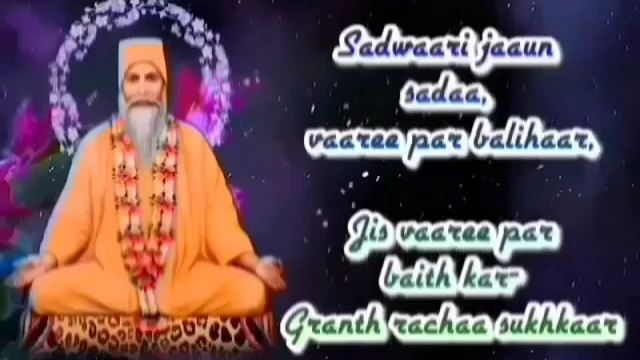 Sadwaari jaaun
sadaa,
vaaree par balihaar,
Jis vaaree par
baith kar-
Granth rachaa sukhkaar